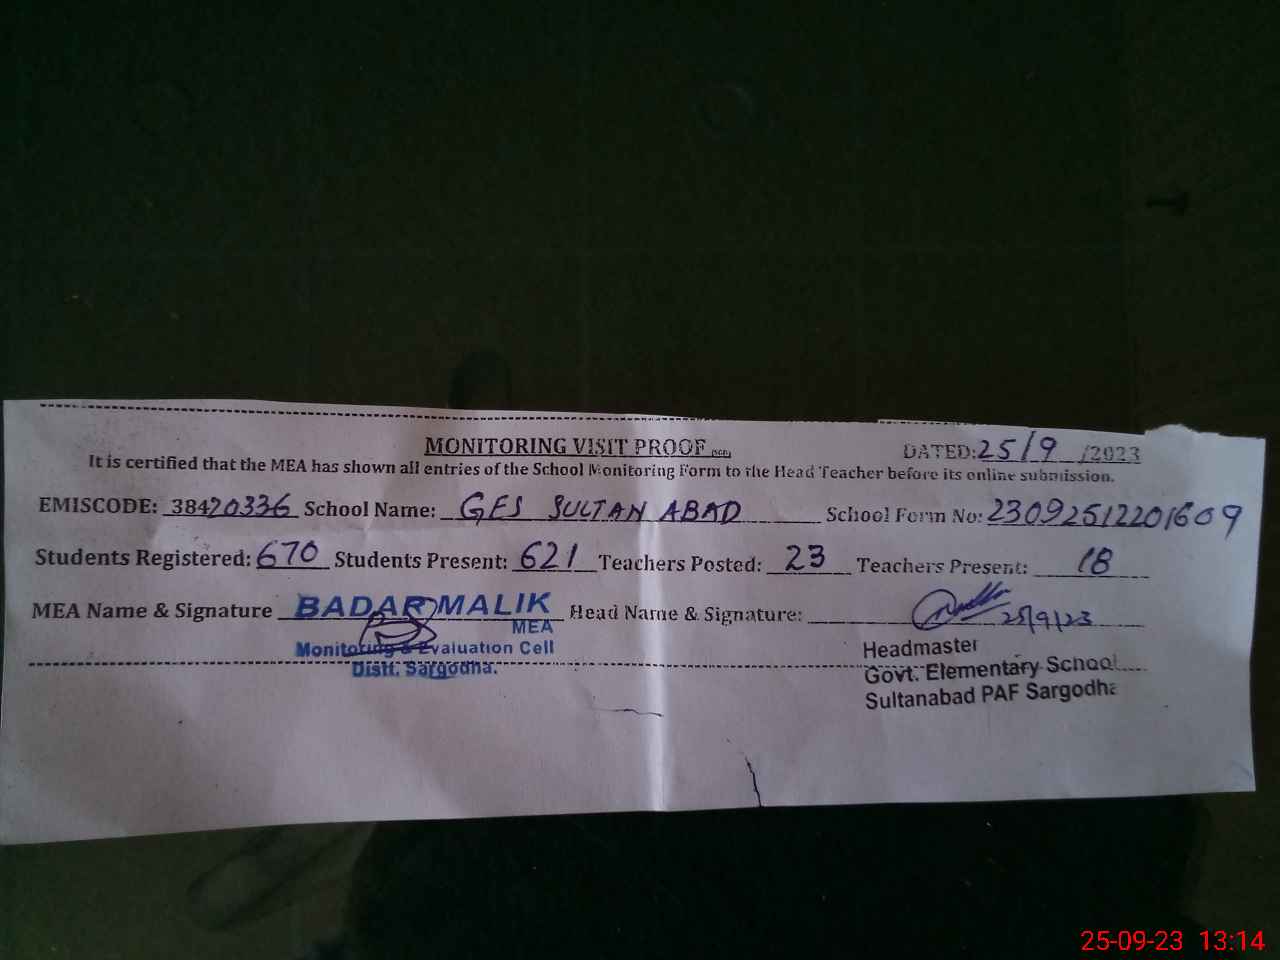 MONITORING VISIT PROOF
DATED: 25/9 /2023
It is certified that the MEA has shown all entries of the School Monitoring Form to the Head Teacher before its online submission.
EMISCODE: 38420336 School Name: GES SULTAN ABAD School Form No: 23092512201609
Students Registered: 670 Students Present: 621 Teachers Posted: 23 Teachers Present: 18
MEA Name & Signature BADAR MALIK Head Name & Signature: 25/9/23
MEA
Monitoring & Evaluation Cell
Distt. Sargodha.
Headmaster
Govt. Elementary School
Sultanabad PAF Sargodha
25-09-23 13:14